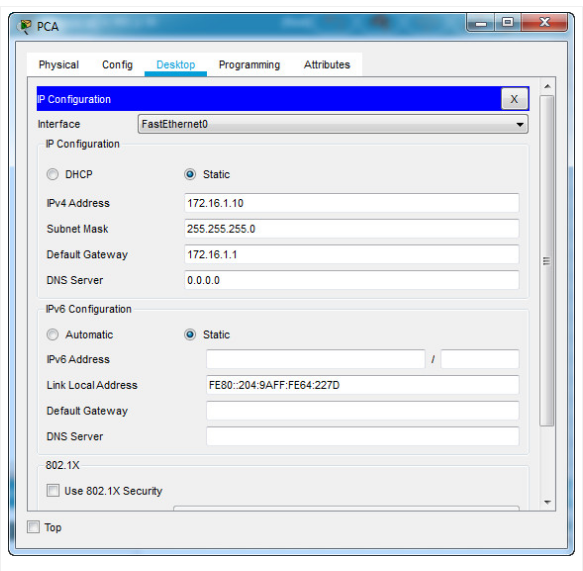 PCA
Physical Config Desktop Programming Attributes
IP Configuration X
Interface FastEthernet0
IP Configuration
DHCP Static
IPv4 Address 172.16.1.10
Subnet Mask 255.255.255.0
Default Gateway 172.16.1.1
DNS Server 0.0.0.0
IPv6 Configuration
Automatic Static
IPv6 Address /
Link Local Address FE80::204:9AFF:FE64:227D
Default Gateway
DNS Server
802.1X
Use 802.1X Security
Top